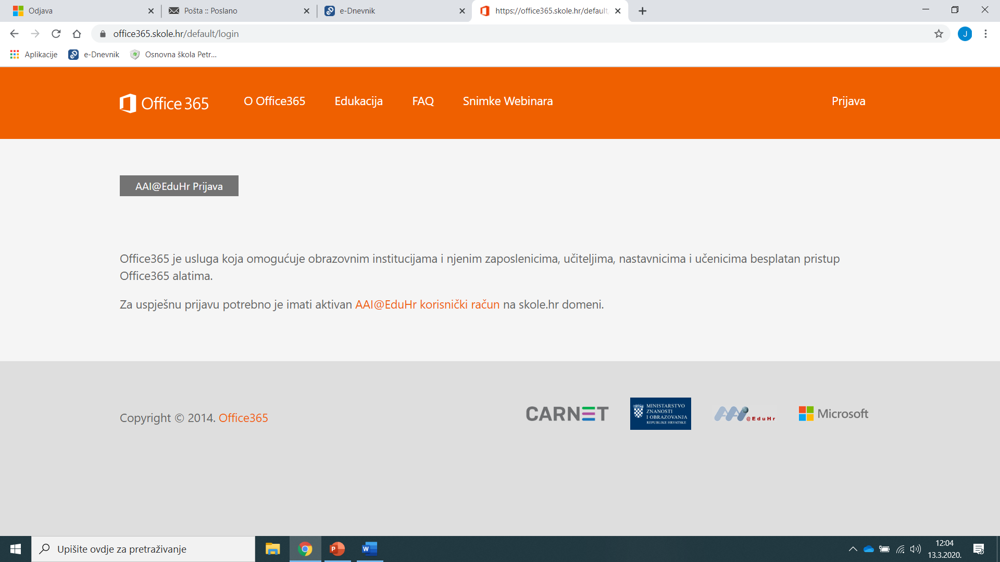 Odjava
Pošta :: Poslano
e-Dnevnik
https://office365.skole.hr/default
office365.skole.hr/default/login
J
Aplikacije
e-Dnevnik
Osnovna škola Petr...
Office 365
O Office365
Edukacija
FAQ
Snimke Webinara
Prijava
AAI@EduHr Prijava
Office365 je usluga koja omogućuje obrazovnim institucijama i njenim zaposlenicima, učiteljima, nastavnicima i učenicima besplatan pristup
Office365 alatima.
Za uspješnu prijavu potrebno je imati aktivan AAI@EduHr korisnički račun na skole.hr domeni.
Copyright © 2014. Office365
CARNET
MINISTARSTVO
ZNANOSTI
I OBRAZOVANJA
REPUBLIKE HRVATSKE
AAI
@EduHr
Microsoft
Upišite ovdje za pretraživanje
12:04
13.3.2020.